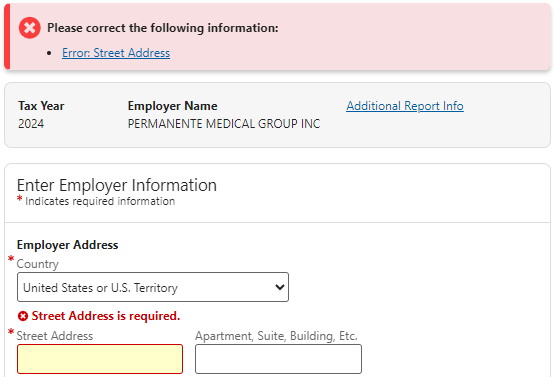 Please correct the following information:
• Error: Street Address
Tax Year Employer Name Additional Report Info
2024 PERMANENTE MEDICAL GROUP INC
Enter Employer Information
* Indicates required information
Employer Address
* Country
United States or U.S. Territory
Street Address is required.
* Street Address Apartment, Suite, Building, Etc.